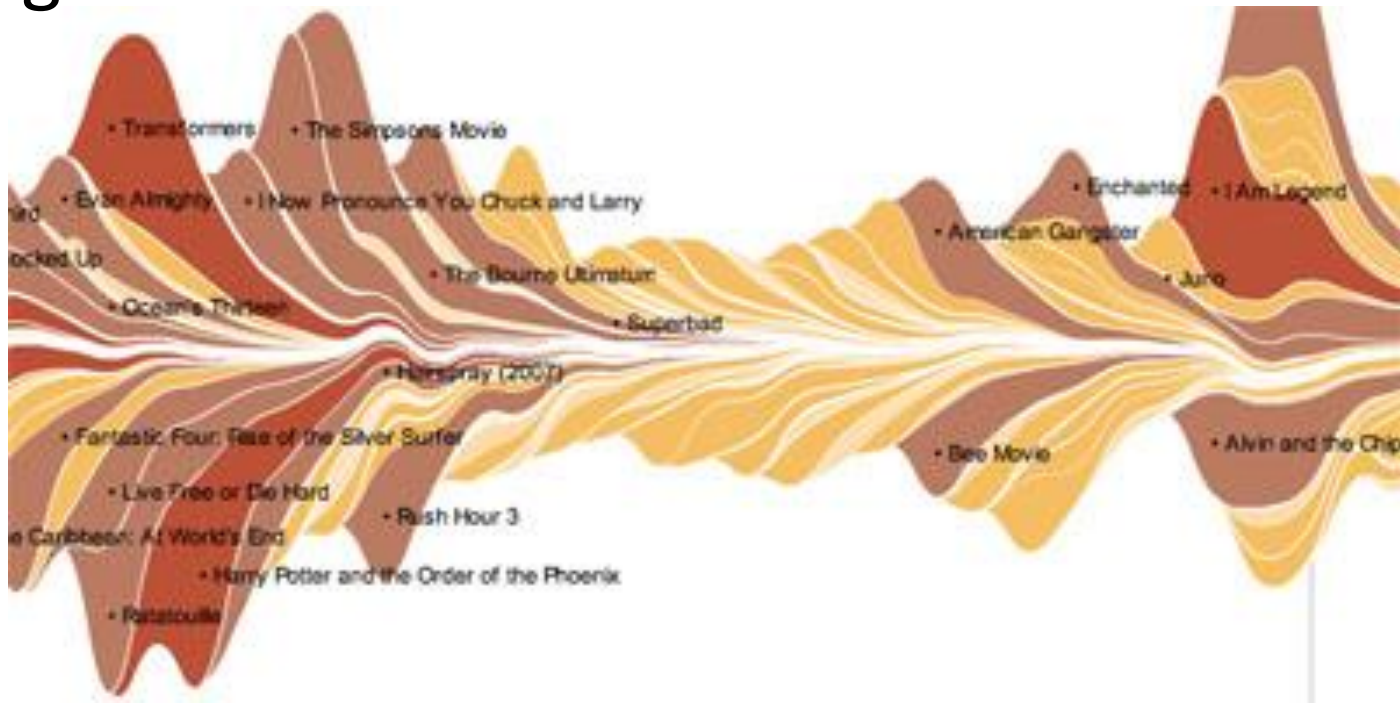 g
• Transformers
• The Simpsons Movie
• Evan Almighty
• I Now Pronounce You Chuck and Larry
• Enchanted
• I Am Legend
• American Gangster
ocked Up
• The Bourne Ultimatum
• Juno
• Ocean's Thirteen
• Superbad
• Hairspray (2007)
• Fantastic Four: Rise of the Silver Surfer
• Alvin and the Chip
• Bee Movie
• Live Free or Die Hard
• Rush Hour 3
e Caribbean: At World's End
• Harry Potter and the Order of the Phoenix
• Ratatouille